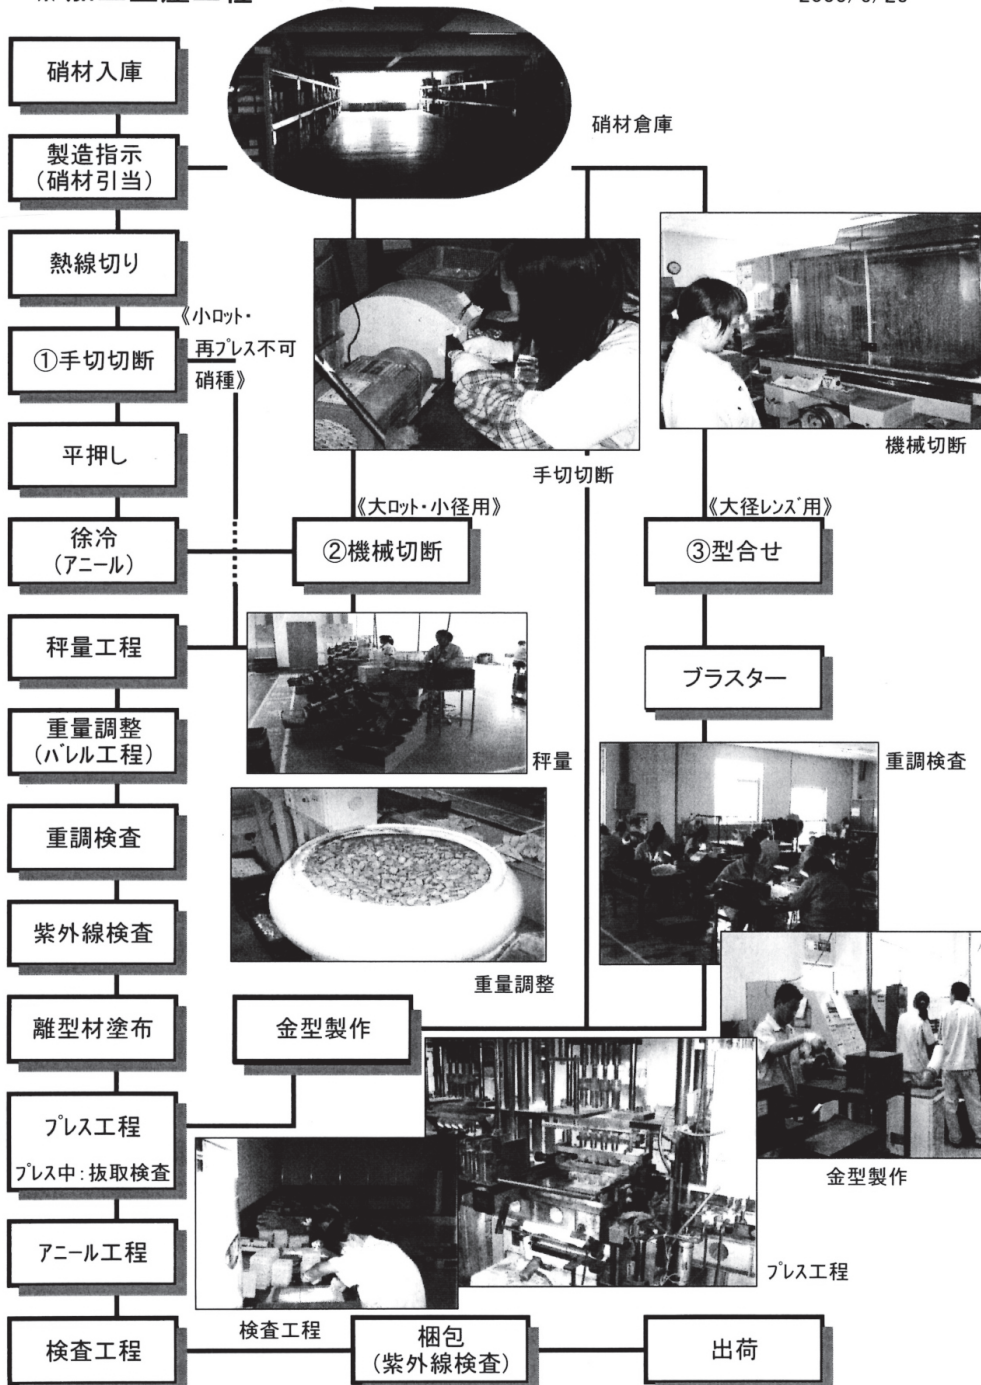 硝材入庫
硝材倉庫
製造指示
(硝材引当)
熱線切り
《小ロット・
再プレス不可
硝種》
①手切切断
機械切断
平押し
手切切断
《大ロット・小径用》
《大径レンズ用》
徐冷
(アニール)
②機械切断
③型合せ
秤量工程
ブラスター
重量調整
(バレル工程)
秤量
重調検査
重調検査
紫外線検査
重量調整
離型材塗布
金型製作
プレス工程
プレス中:抜取検査
金型製作
アニール工程
プレス工程
検査工程
検査工程
梱包
(紫外線検査)
出荷